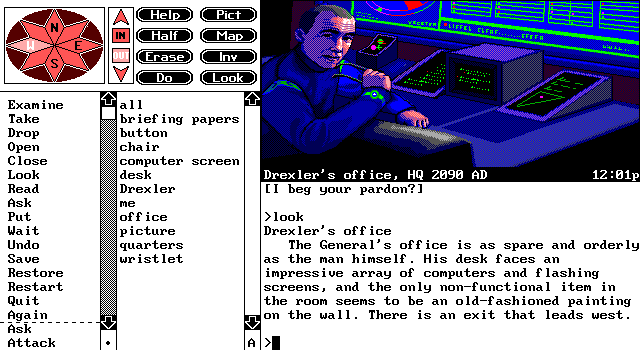 N
W E
S
IN
OUT
Help Pict
Half Map
Erase Inv
Do Look
Examine
Take
Drop
Open
Close
Look
Read
Ask
Put
Wait
Undo
Save
Restore
Restart
Quit
Again
Ask
Attack
all
briefing papers
button
chair
computer screen
desk
Drexler
me
office
picture
quarters
wristlet
A
Drexler's office, HQ 2090 AD 12:01p
[I beg your pardon?]
>look
Drexler's office
The General's office is as spare and orderly
as the man himself. His desk faces an
impressive array of computers and flashing
screens, and the only non-functional item in
the room seems to be an old-fashioned painting
on the wall. There is an exit that leads west.
>